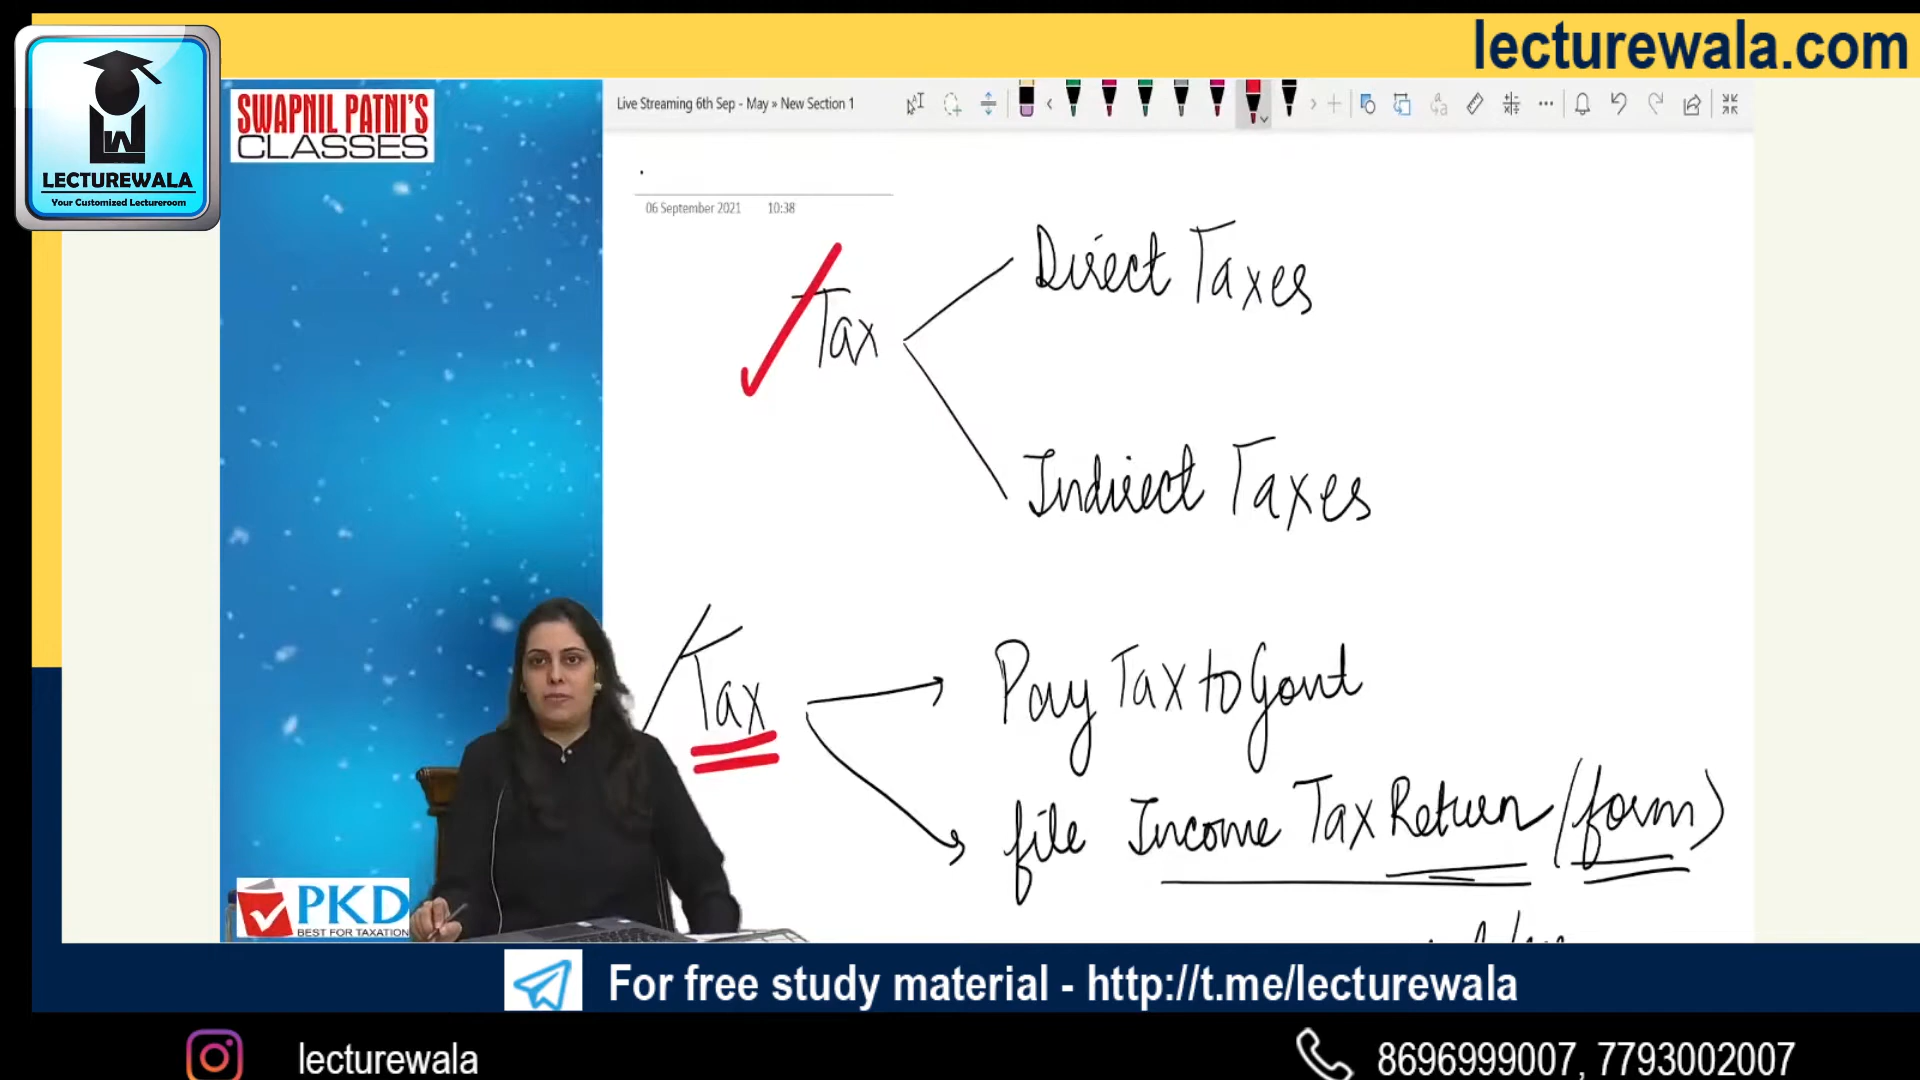 lecturewala.com
SWAPNIL PATNI'S
CLASSES
LW
LECTUREWALA
Your Customized Lectureroom
Live Streaming 6th Sep - May » New Section 1
06 September 2021 10:38
Direct Taxes
Tax
Indirect Taxes
Tax
Pay Tax to Govt
file Income Tax Return (form)
PKD
BEST FOR TAXATION
For free study material - http://t.me/lecturewala
lecturewala
8696999007, 7793002007